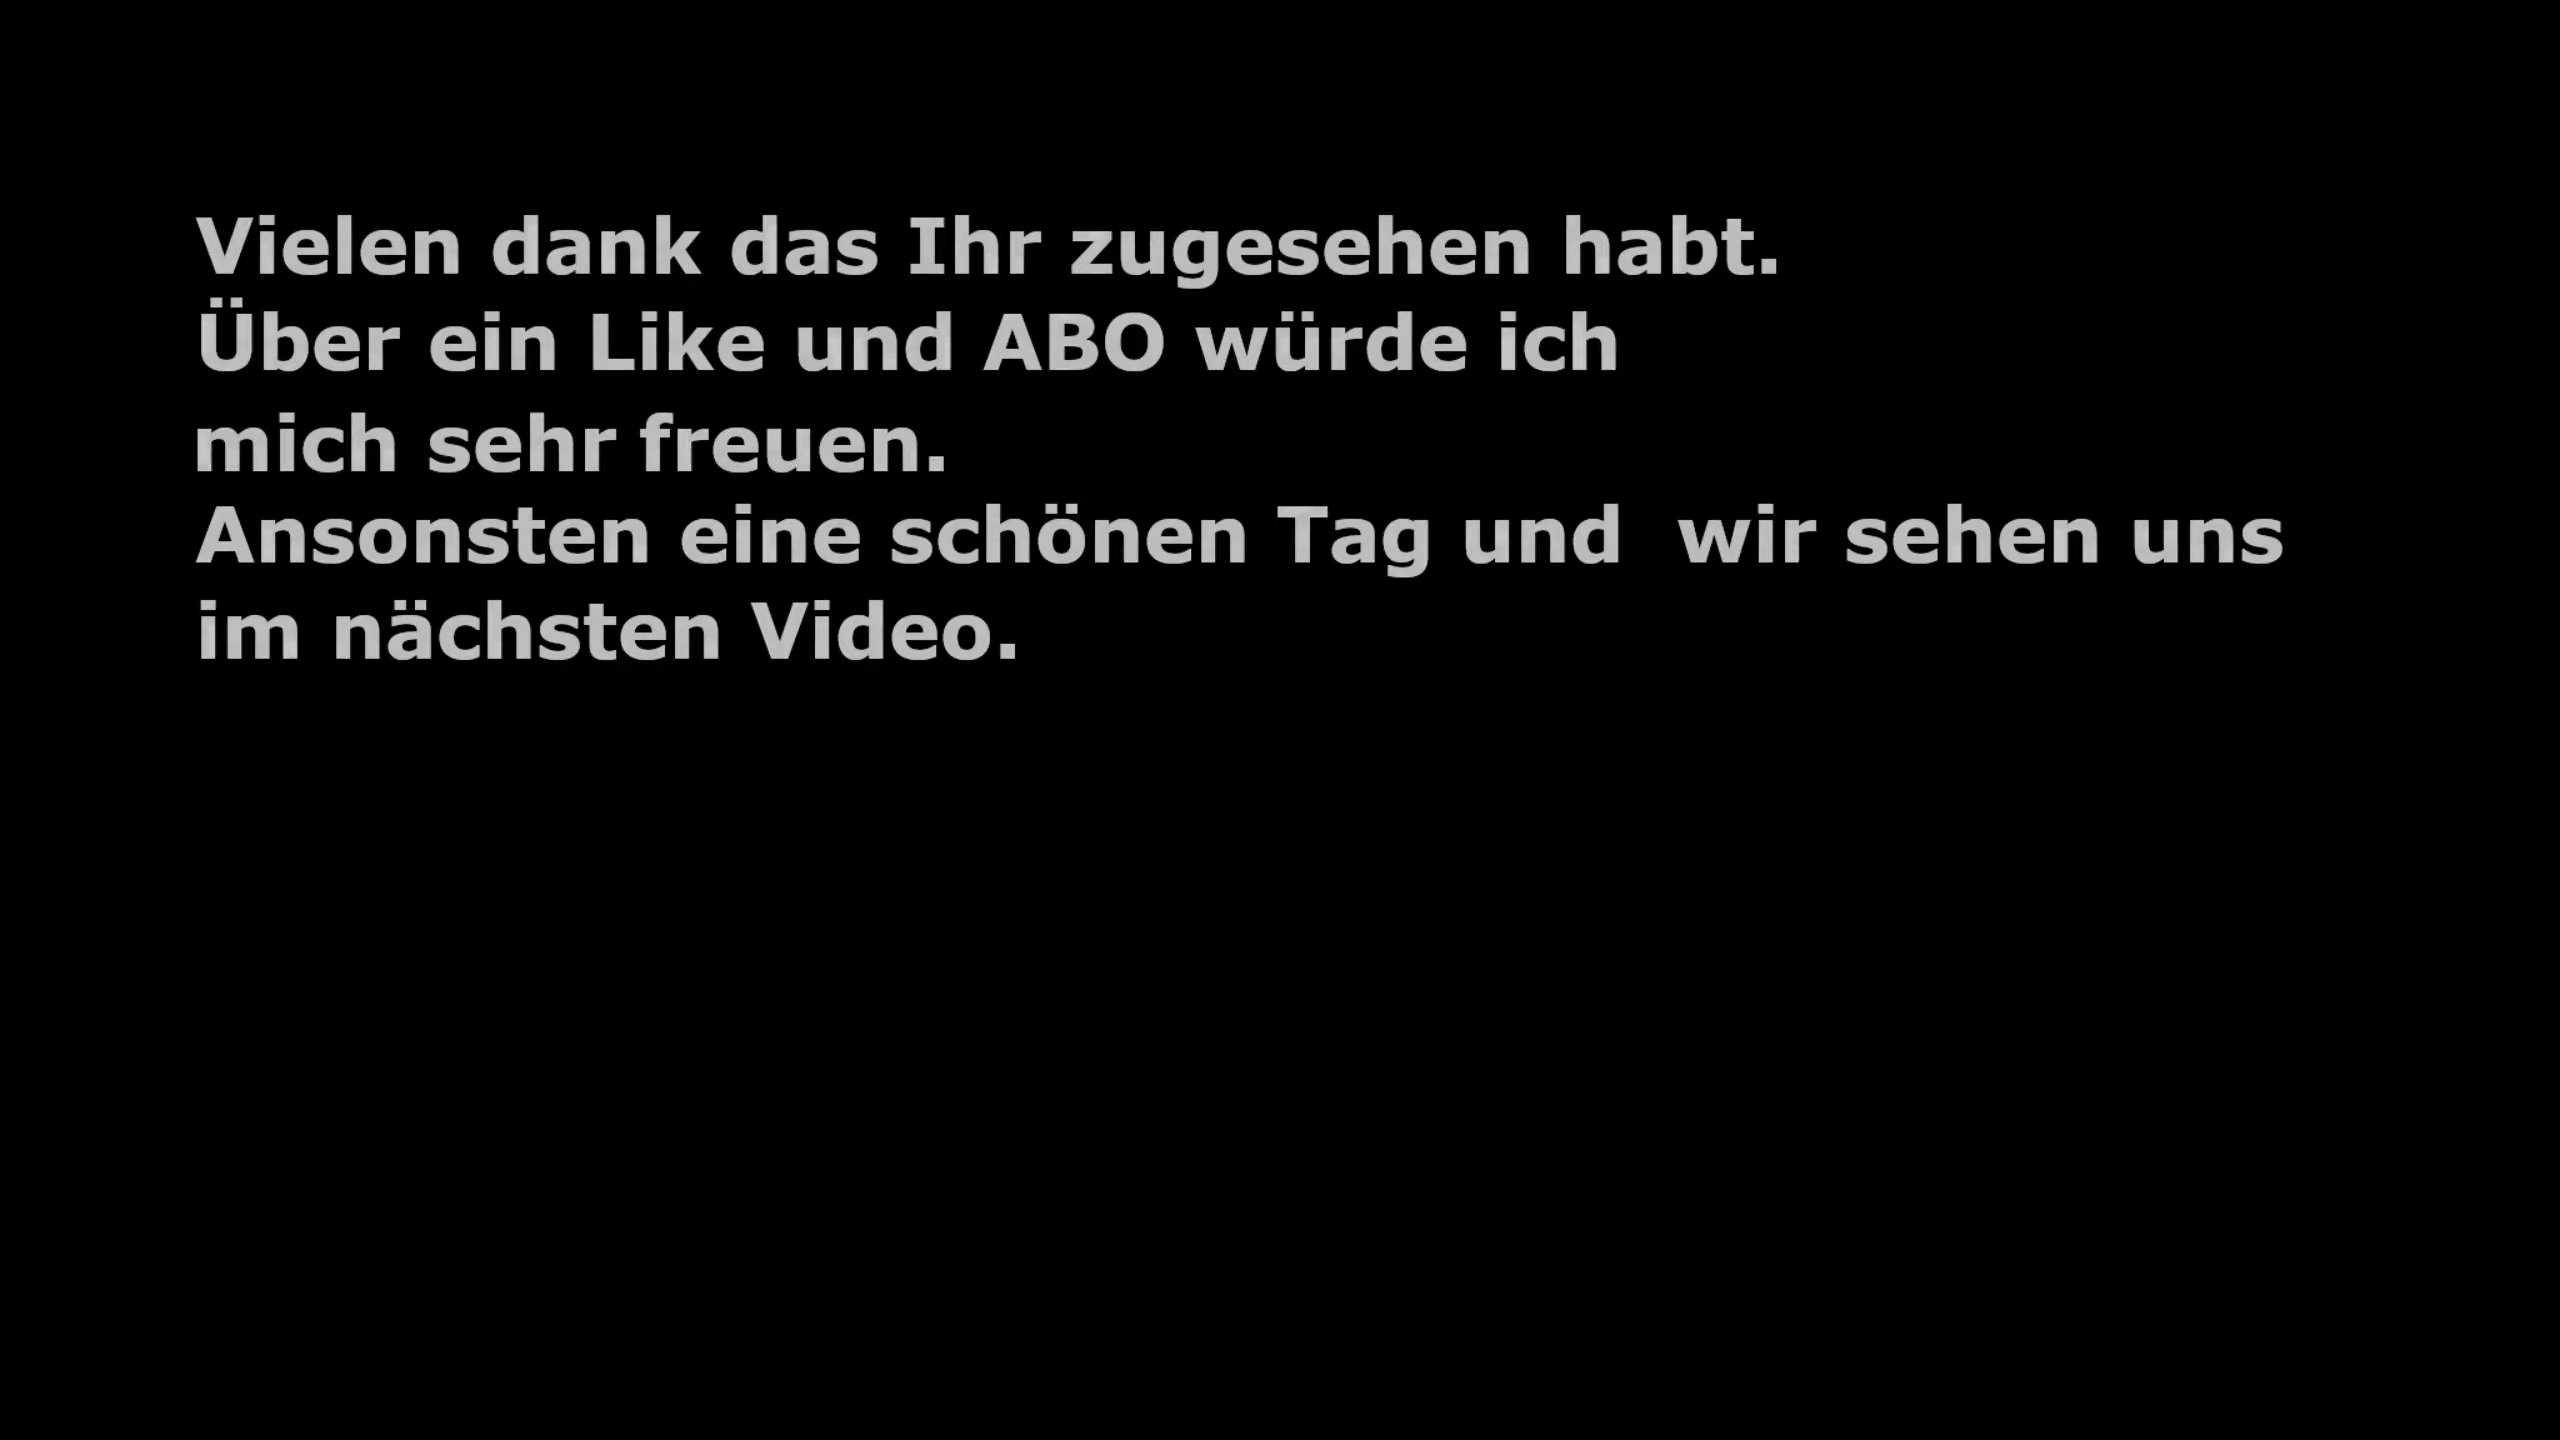 Vielen dank das Ihr zugesehen habt.
Über ein Like und ABO würde ich
mich sehr freuen.
Ansonsten eine schönen Tag und  wir sehen uns
im nächsten Video.